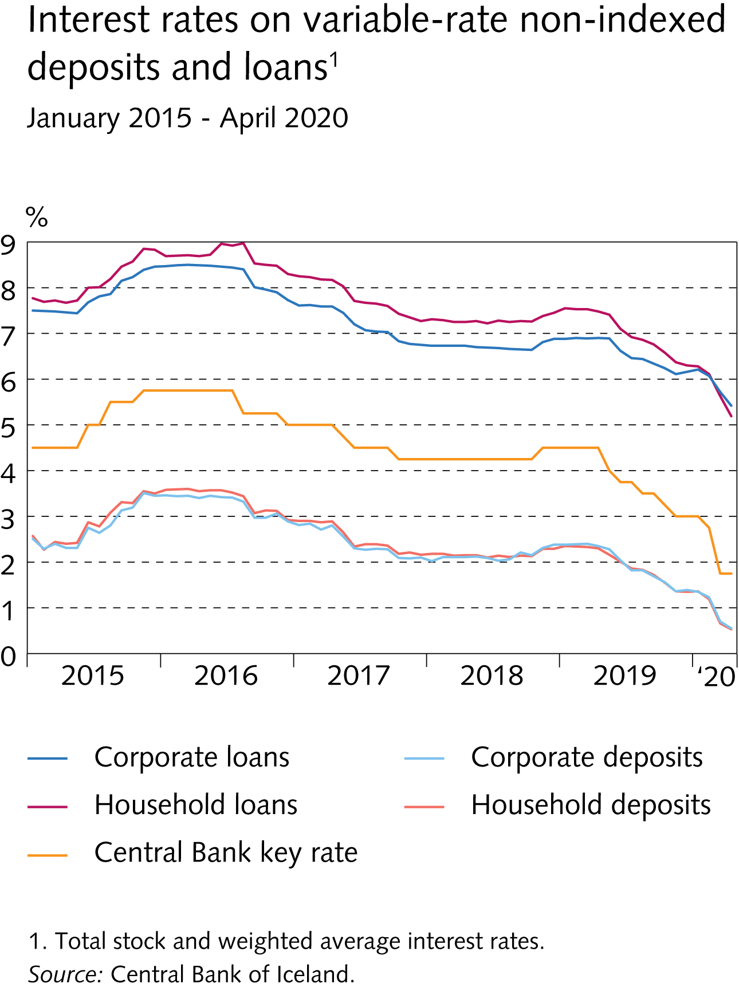 Interest rates on variable-rate non-indexed
deposits and loans¹
January 2015 - April 2020
%
9
8
7
6
5
4
3
2
1
0
2015 2016 2017 2018 2019 ‘20
Corporate loans
Corporate deposits
Household loans
Household deposits
Central Bank key rate
1. Total stock and weighted average interest rates.
Source: Central Bank of Iceland.